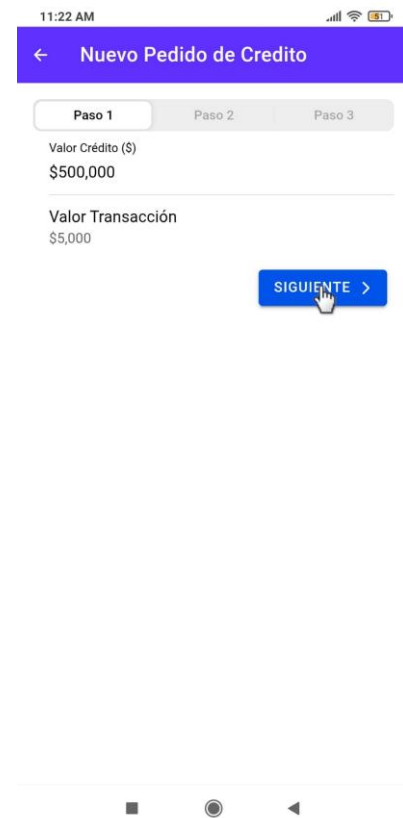 11:22 AM 51
Nuevo Pedido de Credito
Paso 1 Paso 2 Paso 3
Valor Crédito ($)
$500,000
Valor Transacción
$5,000
SIGUIENTE